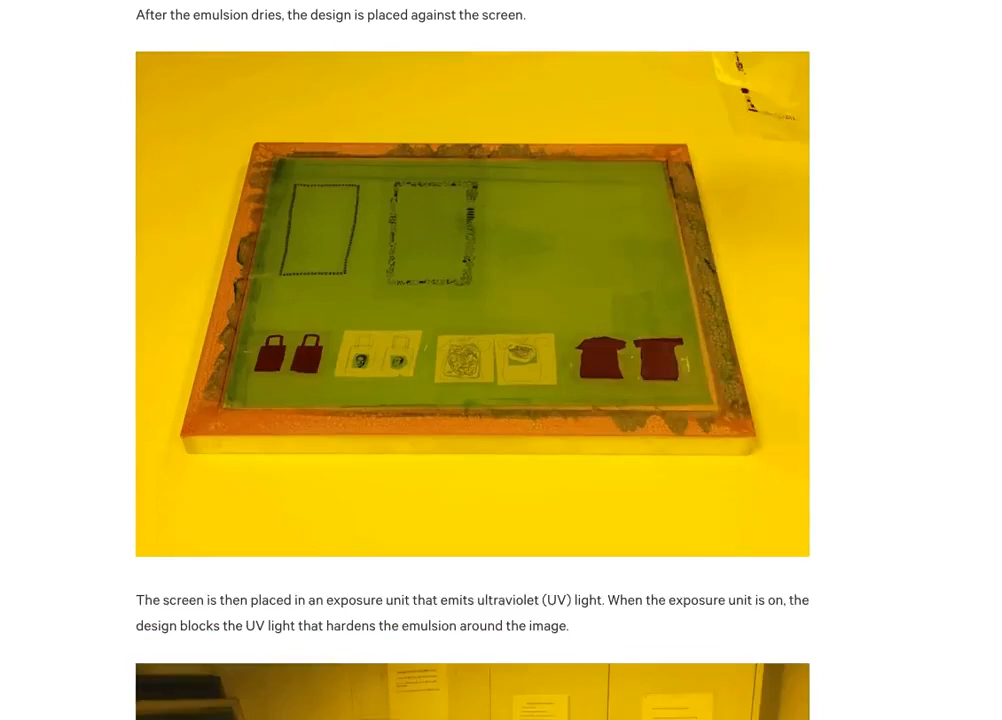 After the emulsion dries, the design is placed against the screen.
The screen is then placed in an exposure unit that emits ultraviolet (UV) light. When the exposure unit is on, the
design blocks the UV light that hardens the emulsion around the image.